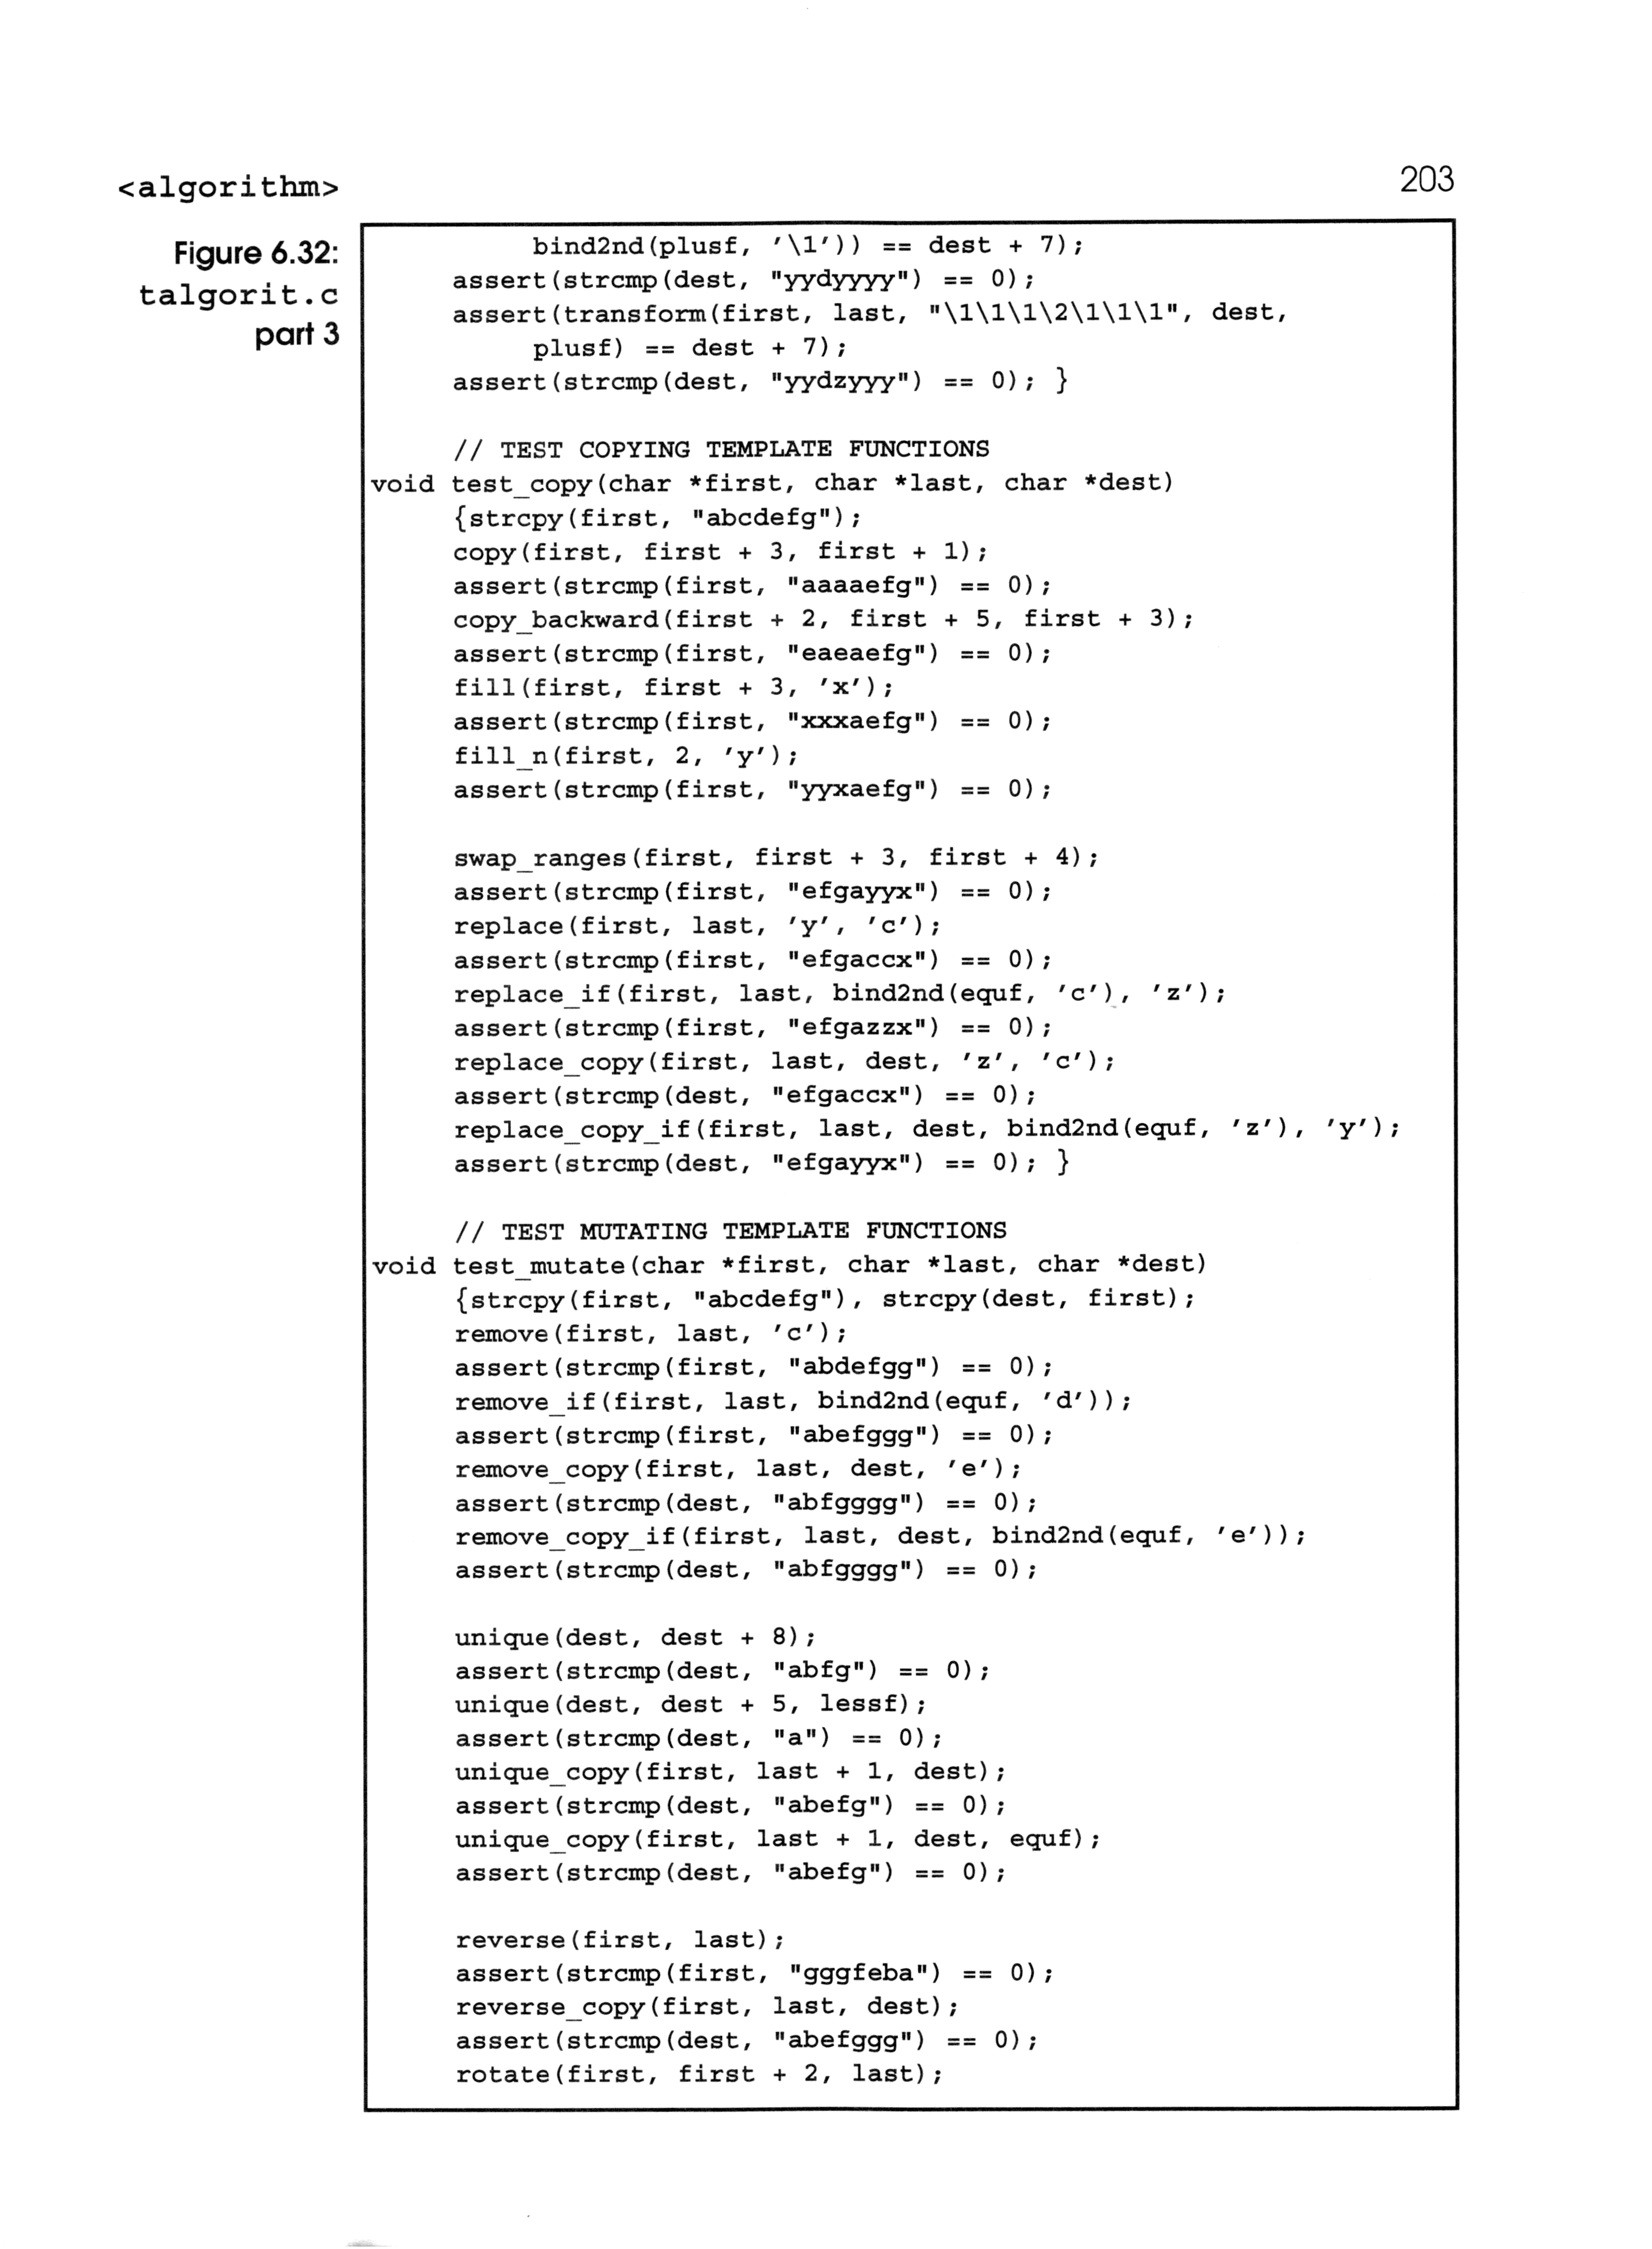 <algorithm>
203
Figure 6.32:
talgorit.c
part 3
bind2nd(plusf, '\1')) == dest + 7);
assert(strcmp(dest, "yydyyyy") == 0);
assert(transform(first, last, "\1\1\1\2\1\1\1", dest,
plusf) == dest + 7);
assert(strcmp(dest, "yydzyyy") == 0); }
// TEST COPYING TEMPLATE FUNCTIONS
void test_copy(char *first, char *last, char *dest)
{strcpy(first, "abcdefg");
copy(first, first + 3, first + 1);
assert(strcmp(first, "aaaaefg") == 0);
copy_backward(first + 2, first + 5, first + 3);
assert(strcmp(first, "eaeaefg") == 0);
fill(first, first + 3, 'x');
assert(strcmp(first, "xxxaefg") == 0);
fill_n(first, 2, 'y');
assert(strcmp(first, "yyxaefg") == 0);
swap_ranges(first, first + 3, first + 4);
assert(strcmp(first, "efgayyx") == 0);
replace(first, last, 'y', 'c');
assert(strcmp(first, "efgaccx") == 0);
replace_if(first, last, bind2nd(equf, 'c'), 'z');
assert(strcmp(first, "efgazzx") == 0);
replace_copy(first, last, dest, 'z', 'c');
assert(strcmp(dest, "efgaccx") == 0);
replace_copy_if(first, last, dest, bind2nd(equf, 'z'), 'y');
assert(strcmp(dest, "efgayyx") == 0); }
// TEST MUTATING TEMPLATE FUNCTIONS
void test_mutate(char *first, char *last, char *dest)
{strcpy(first, "abcdefg"), strcpy(dest, first);
remove(first, last, 'c');
assert(strcmp(first, "abdefgg") == 0);
remove_if(first, last, bind2nd(equf, 'd'));
assert(strcmp(first, "abefggg") == 0);
remove_copy(first, last, dest, 'e');
assert(strcmp(dest, "abfgggg") == 0);
remove_copy_if(first, last, dest, bind2nd(equf, 'e'));
assert(strcmp(dest, "abfgggg") == 0);
unique(dest, dest + 8);
assert(strcmp(dest, "abfg") == 0);
unique(dest, dest + 5, lessf);
assert(strcmp(dest, "a") == 0);
unique_copy(first, last + 1, dest);
assert(strcmp(dest, "abefg") == 0);
unique_copy(first, last + 1, dest, equf);
assert(strcmp(dest, "abefg") == 0);
reverse(first, last);
assert(strcmp(first, "gggfeba") == 0);
reverse_copy(first, last, dest);
assert(strcmp(dest, "abefggg") == 0);
rotate(first, first + 2, last);